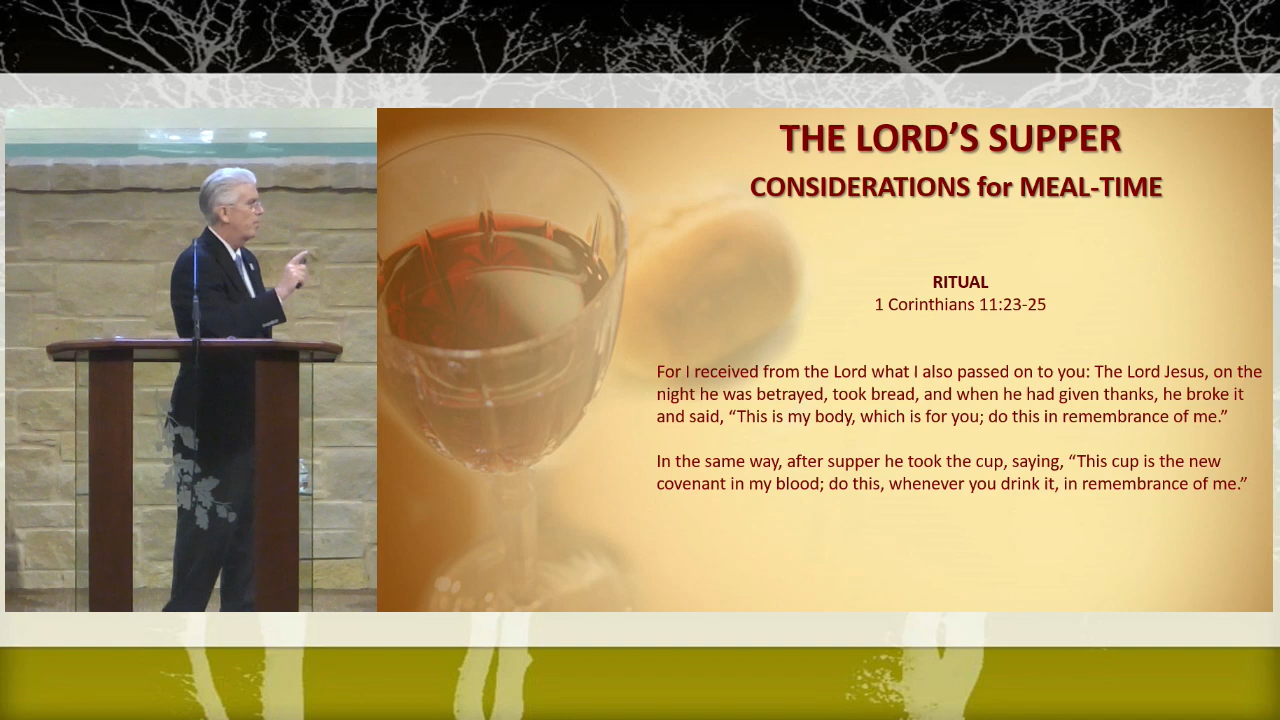 THE LORD’S SUPPER
CONSIDERATIONS for MEAL-TIME
RITUAL
1 Corinthians 11:23-25
For I received from the Lord what I also passed on to you: The Lord Jesus, on the
night he was betrayed, took bread, and when he had given thanks, he broke it
and said, “This is my body, which is for you; do this in remembrance of me.”
In the same way, after supper he took the cup, saying, “This cup is the new
covenant in my blood; do this, whenever you drink it, in remembrance of me.”